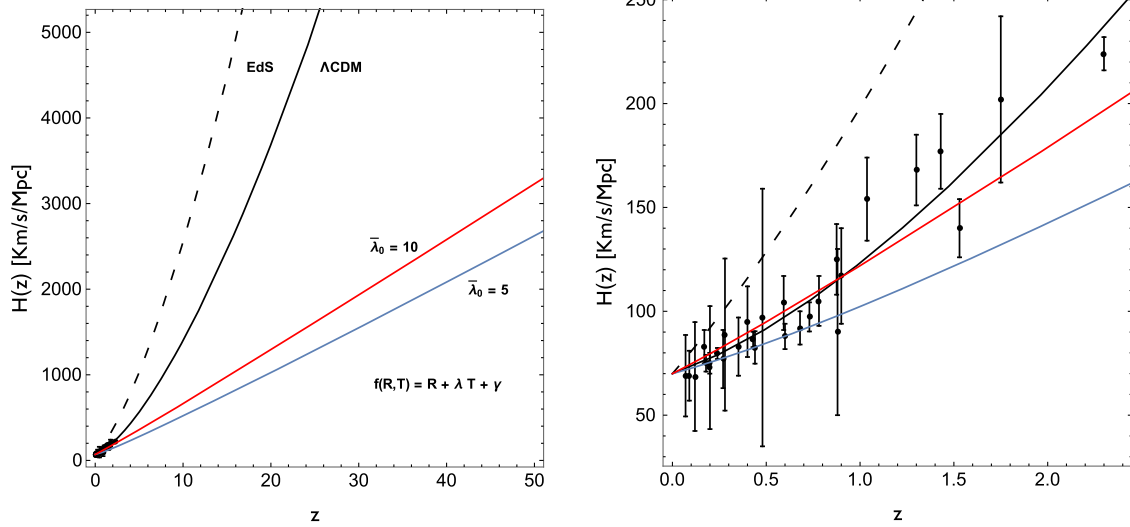 5000
4000
3000
2000
1000
0
H(z) [Km/s/Mpc]
EdS
ΛCDM
λ̄₀ = 10
λ̄₀ = 5
f(R,T) = R + λ T + γ
0
10
20
30
40
50
z
250
200
150
100
50
H(z) [Km/s/Mpc]
0.0
0.5
1.0
1.5
2.0
z